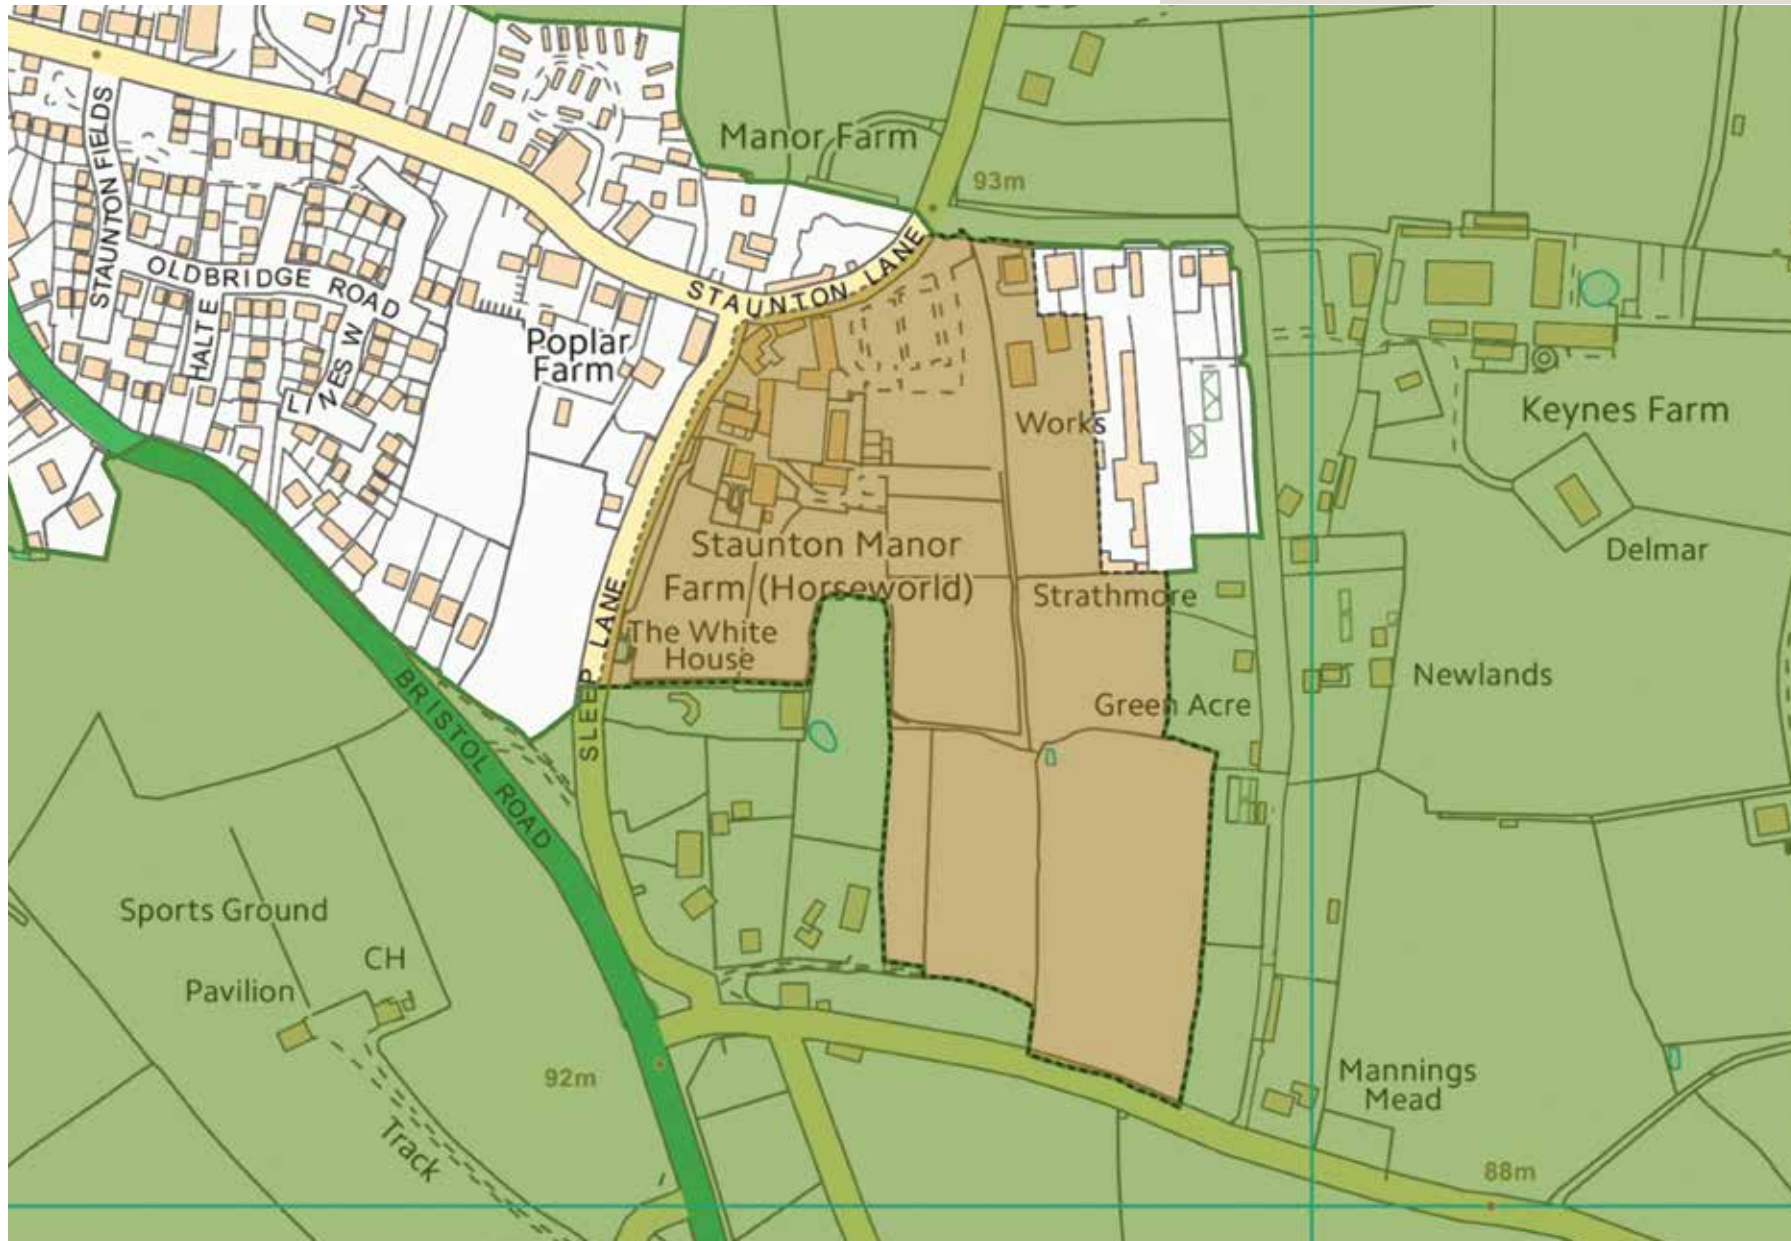 Manor Farm
93m
STAUNTON FIELDS
OLDBRIDGE ROAD
STAUNTON LANE
HALTE
LINES W
Poplar
Farm
Works
Keynes Farm
Staunton Manor
Farm (Horseworld)
Strathmore
Delmar
SLEEP LANE
The White
House
Newlands
Green Acre
BRISTOL ROAD
Sports Ground
CH
Pavilion
92m
Mannings
Mead
Track
88m